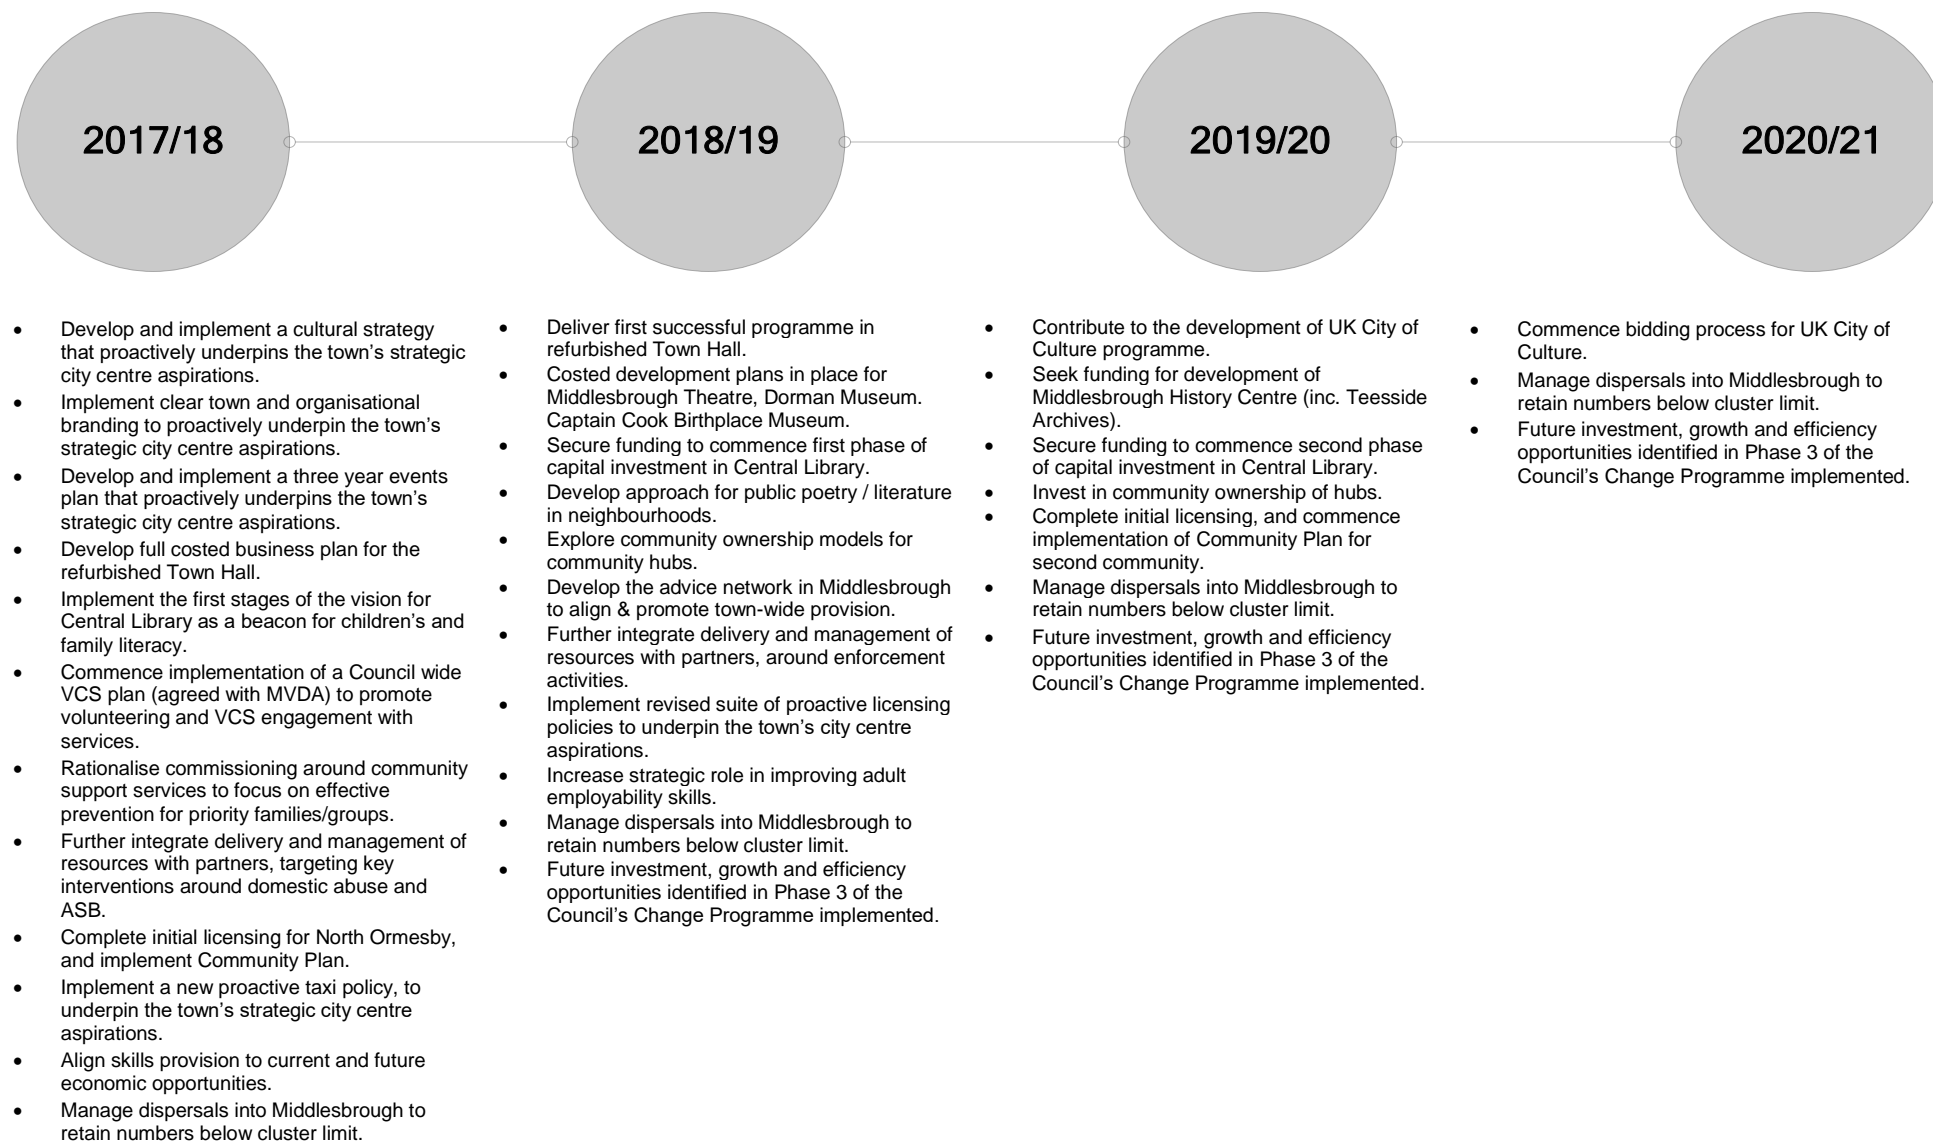 2017/18
2018/19
2019/20
2020/21
• Develop and implement a cultural strategy
that proactively underpins the town’s strategic
city centre aspirations.
• Implement clear town and organisational
branding to proactively underpin the town’s
strategic city centre aspirations.
• Develop and implement a three year events
plan that proactively underpins the town’s
strategic city centre aspirations.
• Develop full costed business plan for the
refurbished Town Hall.
• Implement the first stages of the vision for
Central Library as a beacon for children’s and
family literacy.
• Commence implementation of a Council wide
VCS plan (agreed with MVDA) to promote
volunteering and VCS engagement with
services.
• Rationalise commissioning around community
support services to focus on effective
prevention for priority families/groups.
• Further integrate delivery and management of
resources with partners, targeting key
interventions around domestic abuse and
ASB.
• Complete initial licensing for North Ormesby,
and implement Community Plan.
• Implement a new proactive taxi policy, to
underpin the town’s strategic city centre
aspirations.
• Align skills provision to current and future
economic opportunities.
• Manage dispersals into Middlesbrough to
retain numbers below cluster limit.
• Deliver first successful programme in
refurbished Town Hall.
• Costed development plans in place for
Middlesbrough Theatre, Dorman Museum.
Captain Cook Birthplace Museum.
• Secure funding to commence first phase of
capital investment in Central Library.
• Develop approach for public poetry / literature
in neighbourhoods.
• Explore community ownership models for
community hubs.
• Develop the advice network in Middlesbrough
to align & promote town-wide provision.
• Further integrate delivery and management of
resources with partners, around enforcement
activities.
• Implement revised suite of proactive licensing
policies to underpin the town’s city centre
aspirations.
• Increase strategic role in improving adult
employability skills.
• Manage dispersals into Middlesbrough to
retain numbers below cluster limit.
• Future investment, growth and efficiency
opportunities identified in Phase 3 of the
Council’s Change Programme implemented.
• Contribute to the development of UK City of
Culture programme.
• Seek funding for development of
Middlesbrough History Centre (inc. Teesside
Archives).
• Secure funding to commence second phase
of capital investment in Central Library.
• Invest in community ownership of hubs.
• Complete initial licensing, and commence
implementation of Community Plan for
second community.
• Manage dispersals into Middlesbrough to
retain numbers below cluster limit.
• Future investment, growth and efficiency
opportunities identified in Phase 3 of the
Council’s Change Programme implemented.
• Commence bidding process for UK City of
Culture.
• Manage dispersals into Middlesbrough to
retain numbers below cluster limit.
• Future investment, growth and efficiency
opportunities identified in Phase 3 of the
Council’s Change Programme implemented.